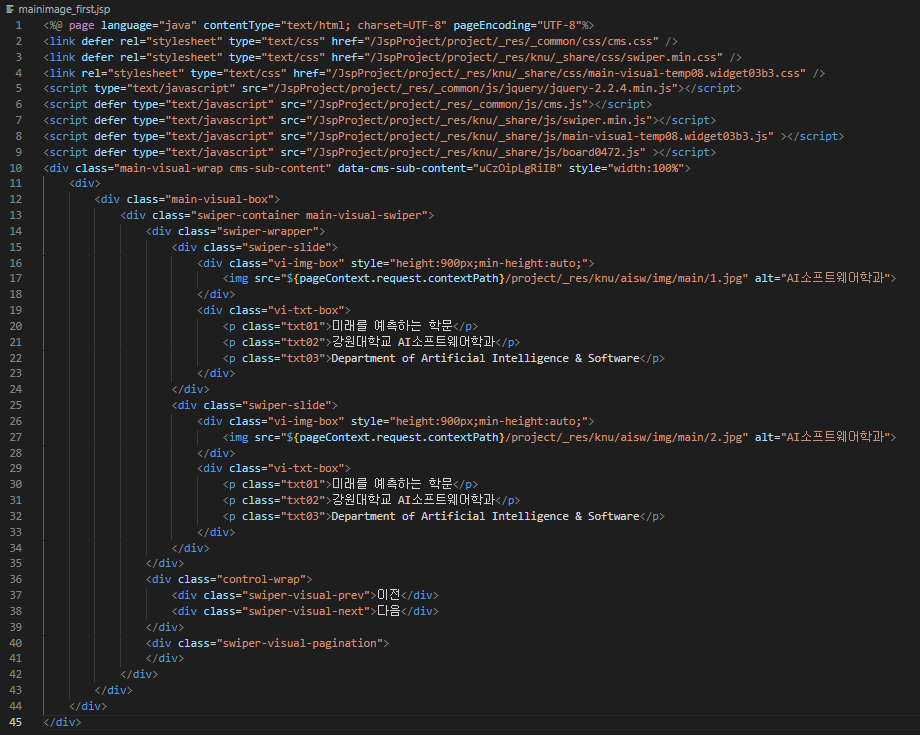 mainimage_first.jsp
1 <%@ page language="java" contentType="text/html; charset=UTF-8" pageEncoding="UTF-8"%>
2 <link defer rel="stylesheet" type="text/css" href="/JspProject/project/_res/_common/css/cms.css" />
3 <link defer rel="stylesheet" type="text/css" href="/JspProject/project/_res/knu/_share/css/swiper.min.css" />
4 <link rel="stylesheet" type="text/css" href="/JspProject/project/_res/knu/_share/css/main-visual-temp08.widget03b3.css" />
5 <script type="text/javascript" src="/JspProject/project/_res/_common/js/jquery/jquery-2.2.4.min.js"></script>
6 <script defer type="text/javascript" src="/JspProject/project/_res/_common/js/cms.js"></script>
7 <script defer type="text/javascript" src="/JspProject/project/_res/knu/_share/js/swiper.min.js"></script>
8 <script defer type="text/javascript" src="/JspProject/project/_res/knu/_share/js/main-visual-temp08.widget03b3.js" ></script>
9 <script defer type="text/javascript" src="/JspProject/project/_res/knu/_share/js/board0472.js" ></script>
10 <div class="main-visual-wrap cms-sub-content" data-cms-sub-content="uCzOipLgRiIB" style="width:100%">
11     <div>
12         <div class="main-visual-box">
13             <div class="swiper-container main-visual-swiper">
14                 <div class="swiper-wrapper">
15                     <div class="swiper-slide">
16                         <div class="vi-img-box" style="height:900px;min-height:auto;">
17                             <img src="${pageContext.request.contextPath}/project/_res/knu/aisw/img/main/1.jpg" alt="AI소프트웨어학과">
18                         </div>
19                         <div class="vi-txt-box">
20                             <p class="txt01">미래를 예측하는 학문</p>
21                             <p class="txt02">강원대학교 AI소프트웨어학과</p>
22                             <p class="txt03">Department of Artificial Intelligence & Software</p>
23                         </div>
24                     </div>
25                     <div class="swiper-slide">
26                         <div class="vi-img-box" style="height:900px;min-height:auto;">
27                             <img src="${pageContext.request.contextPath}/project/_res/knu/aisw/img/main/2.jpg" alt="AI소프트웨어학과">
28                         </div>
29                         <div class="vi-txt-box">
30                             <p class="txt01">미래를 예측하는 학문</p>
31                             <p class="txt02">강원대학교 AI소프트웨어학과</p>
32                             <p class="txt03">Department of Artificial Intelligence & Software</p>
33                         </div>
34                     </div>
35                 </div>
36                 <div class="control-wrap">
37                     <div class="swiper-visual-prev">이전</div>
38                     <div class="swiper-visual-next">다음</div>
39                 </div>
40                 <div class="swiper-visual-pagination">
41                 </div>
42             </div>
43         </div>
44     </div>
45 </div>